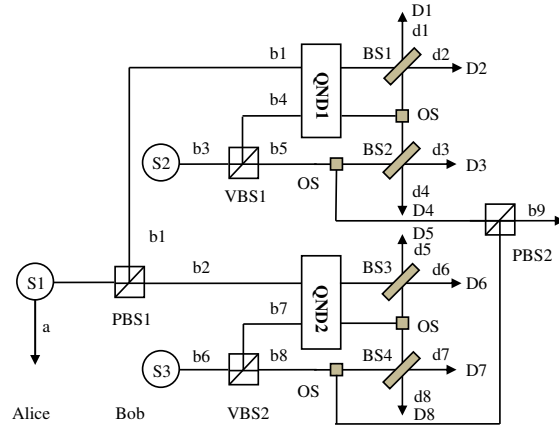 D1
d1
b1
BS1
d2
D2
QND1
b4
OS
b3
S2
b5
BS2
d3
D3
VBS1
OS
d4
D4
b9
b1
D5
d5
PBS2
S1
b2
BS3
d6
D6
PBS1
QND2
a
b7
OS
b6
S3
b8
BS4
d7
D7
OS
d8
D8
Alice
Bob
VBS2